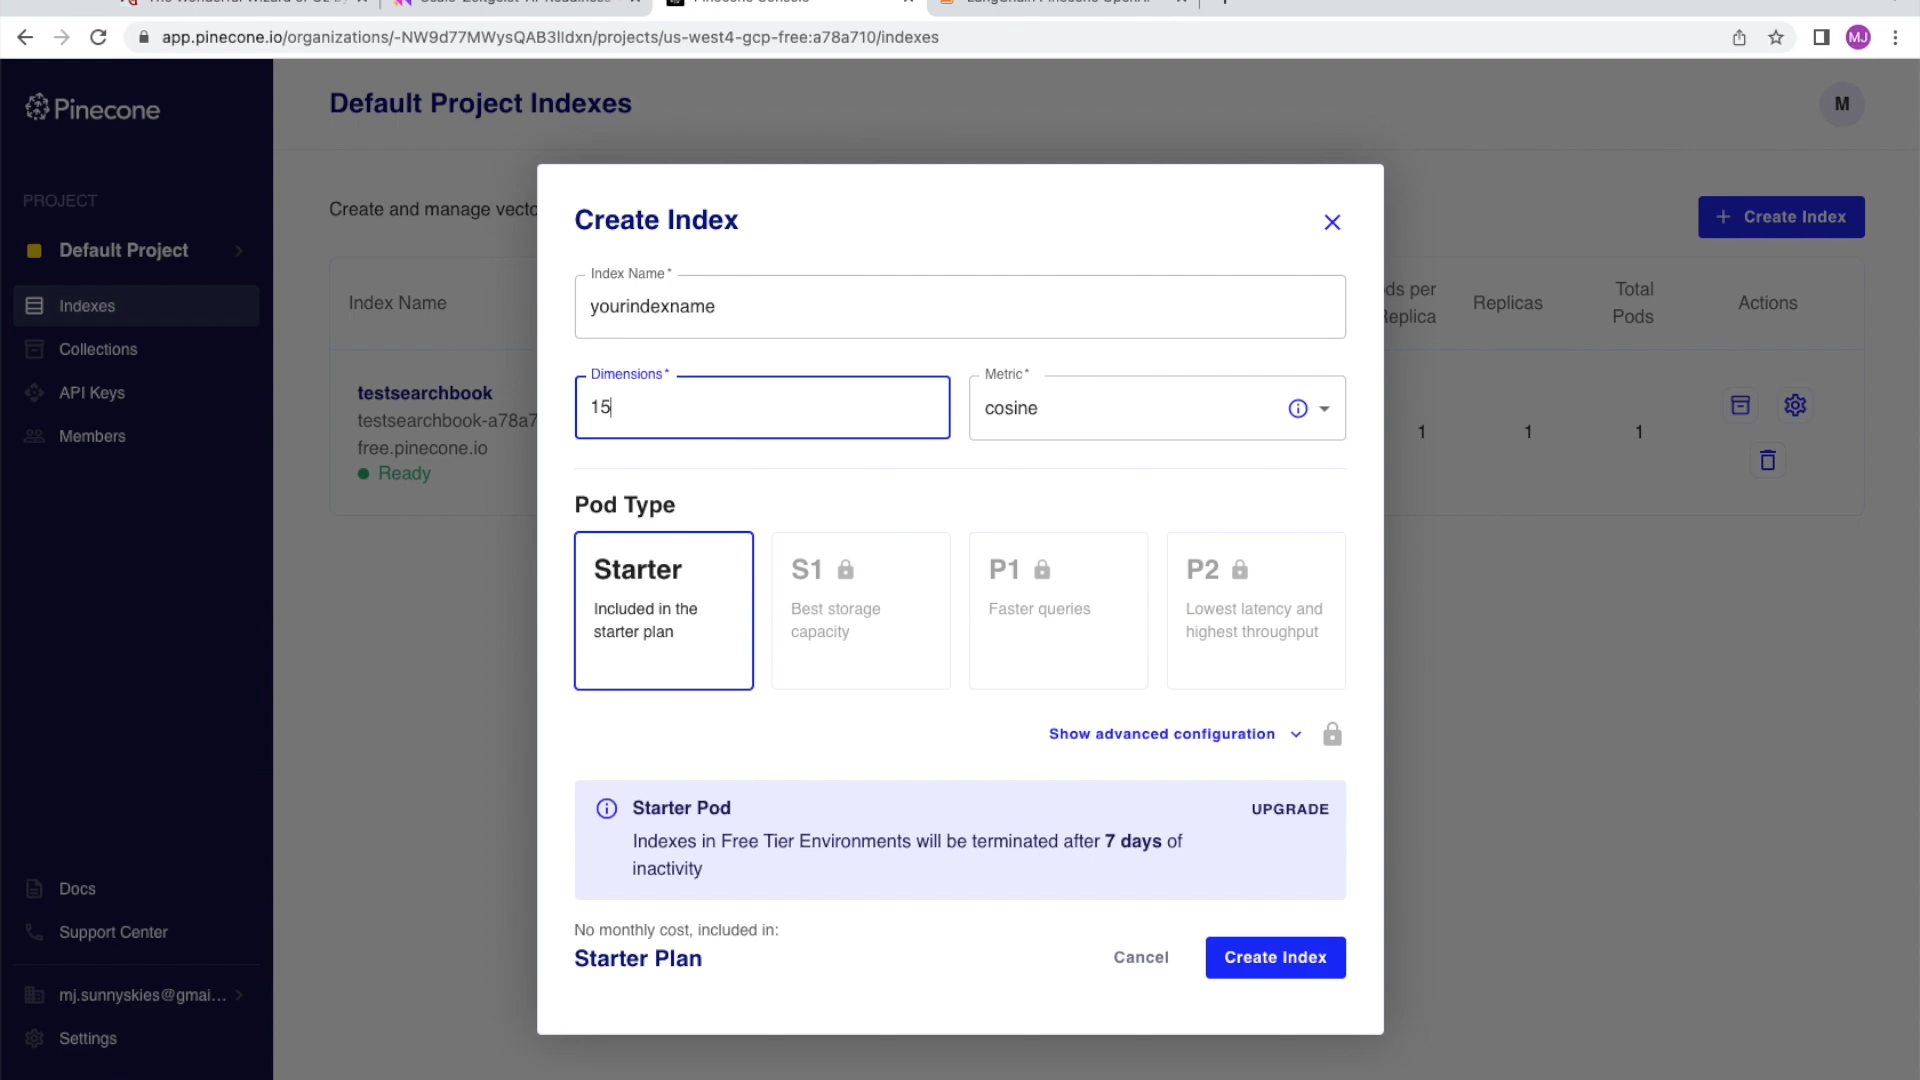 Pinecone Console
app.pinecone.io/organizations/-NW9d77MWysQAB3lldxn/projects/us-west4-gcp-free:a78a710/indexes
MJ
Pinecone
Default Project Indexes
M
PROJECT
Create and manage vecto
Create Index
Default Project
Indexes
Collections
API Keys
Members
Index Name
ds per
Replica
Replicas
Total
Pods
Actions
testsearchbook
testsearchbook-a78a7
free.pinecone.io
Ready
1
1
1
Create Index
Index Name*
yourindexname
Dimensions*
15
Metric*
cosine
Pod Type
Starter
Included in the
starter plan
S1
Best storage
capacity
P1
Faster queries
P2
Lowest latency and
highest throughput
Show advanced configuration
Starter Pod
UPGRADE
Indexes in Free Tier Environments will be terminated after 7 days of
inactivity
No monthly cost, included in:
Starter Plan
Cancel
Create Index
Docs
Support Center
mj.sunnyskies@gmai...
Settings